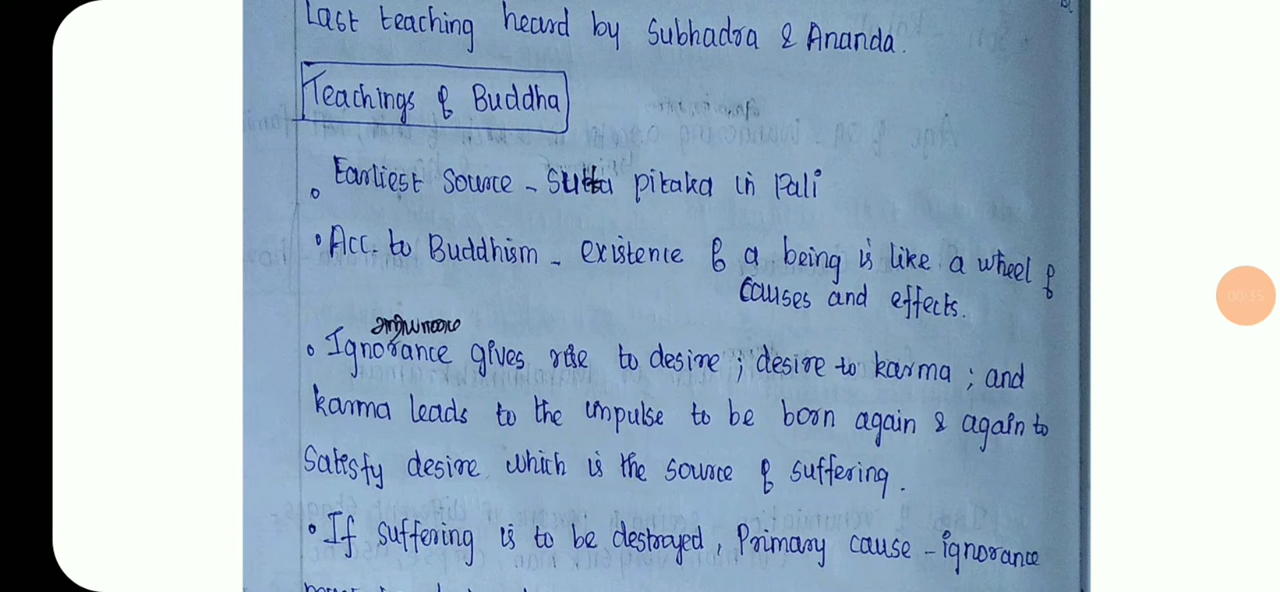 Last teaching heard by Subhadra & Ananda.
Teachings of Buddha
Earliest Source - Sutta pitaka in Pali
• Acc. to Buddhism - existence of a being is like a wheel of
causes and effects.
• Ignorance gives rise to desire ; desire to karma ; and
karma leads to the impulse to be born again & again to
Satisfy desire which is the source of suffering.
• If suffering is to be destroyed, Primary cause - ignorance
00:35